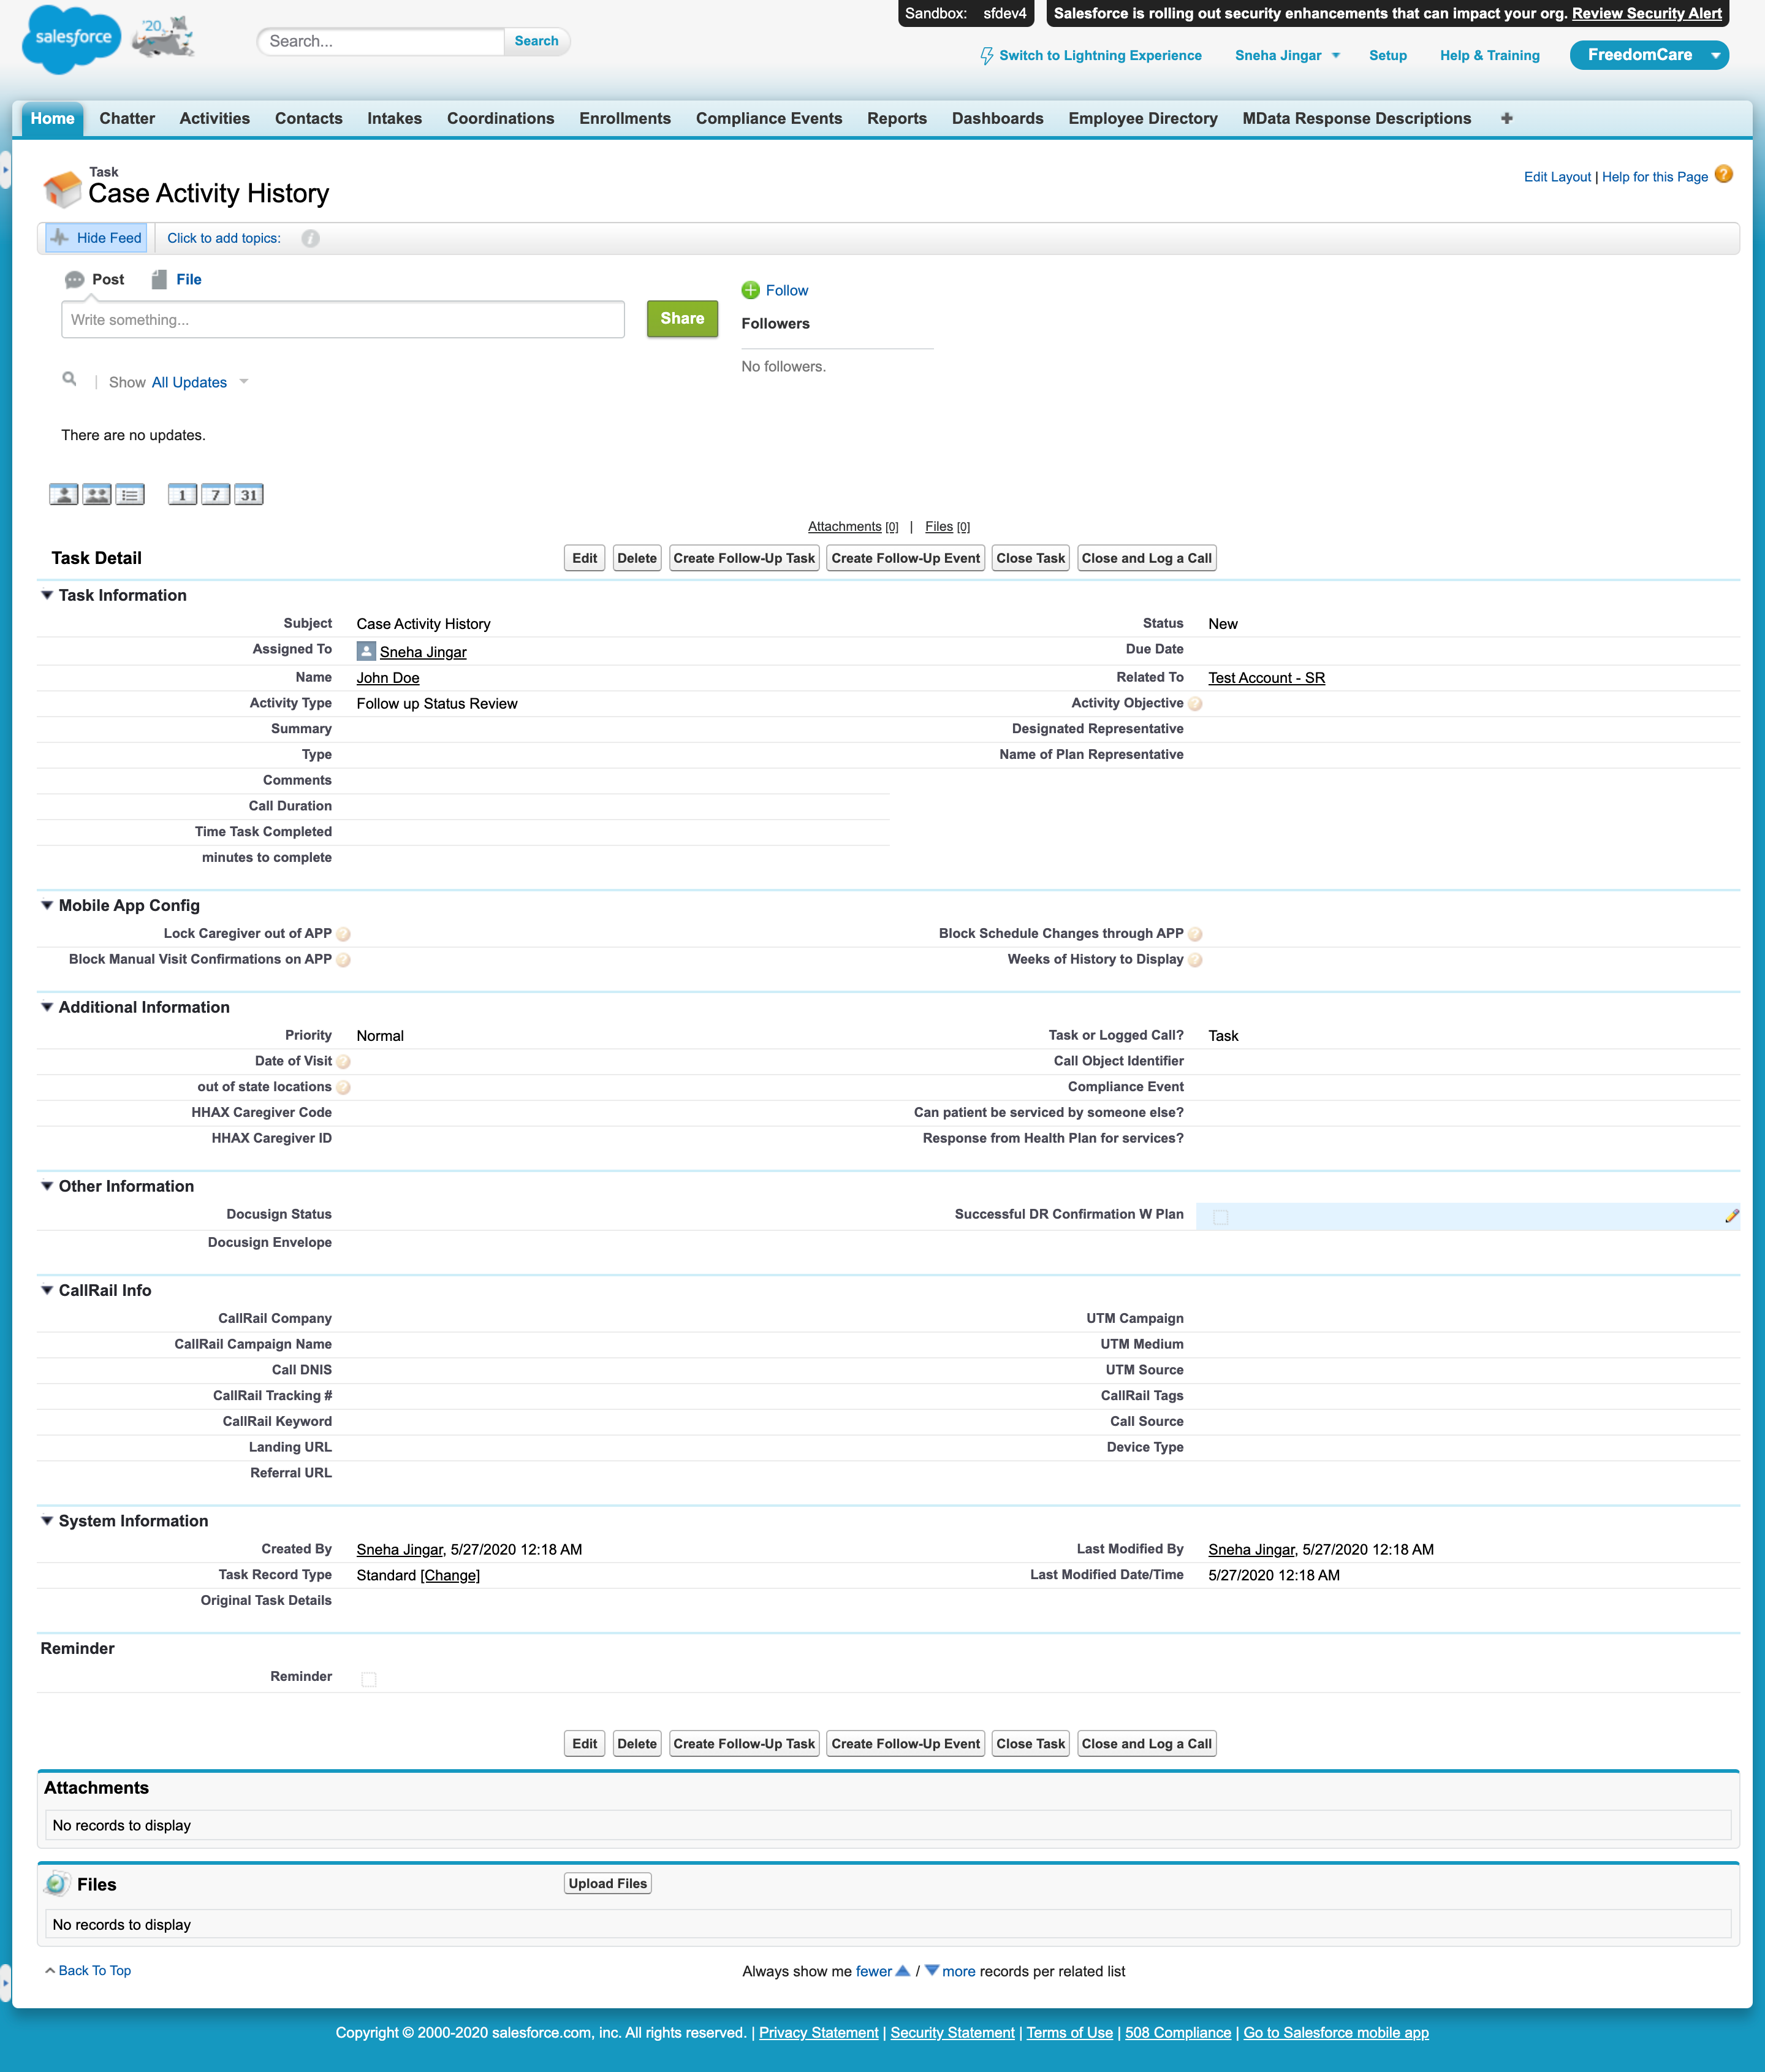 Sandbox: sfdev4 Salesforce is rolling out security enhancements that can impact your org. Review Security Alert
salesforce '20 Search... Search
Switch to Lightning Experience Sneha Jingar Setup Help & Training FreedomCare
Home Chatter Activities Contacts Intakes Coordinations Enrollments Compliance Events Reports Dashboards Employee Directory MData Response Descriptions +
Task
Case Activity History
Edit Layout | Help for this Page ?
Hide Feed Click to add topics: i
Post File
Follow
Write something... Share
Followers
No followers.
| Show All Updates
There are no updates.
1 7 31
Attachments [0] | Files [0]
Task Detail Edit Delete Create Follow-Up Task Create Follow-Up Event Close Task Close and Log a Call
Task Information
Subject Case Activity History Status New
Assigned To Sneha Jingar Due Date
Name John Doe Related To Test Account - SR
Activity Type Follow up Status Review Activity Objective ?
Summary Designated Representative
Type Name of Plan Representative
Comments
Call Duration
Time Task Completed
minutes to complete
Mobile App Config
Lock Caregiver out of APP ? Block Schedule Changes through APP ?
Block Manual Visit Confirmations on APP ? Weeks of History to Display ?
Additional Information
Priority Normal Task or Logged Call? Task
Date of Visit ? Call Object Identifier
out of state locations ? Compliance Event
HHAX Caregiver Code Can patient be serviced by someone else?
HHAX Caregiver ID Response from Health Plan for services?
Other Information
Docusign Status Successful DR Confirmation W Plan
Docusign Envelope
CallRail Info
CallRail Company UTM Campaign
CallRail Campaign Name UTM Medium
Call DNIS UTM Source
CallRail Tracking # CallRail Tags
CallRail Keyword Call Source
Landing URL Device Type
Referral URL
System Information
Created By Sneha Jingar, 5/27/2020 12:18 AM Last Modified By Sneha Jingar, 5/27/2020 12:18 AM
Task Record Type Standard [Change] Last Modified Date/Time 5/27/2020 12:18 AM
Original Task Details
Reminder
Reminder
Edit Delete Create Follow-Up Task Create Follow-Up Event Close Task Close and Log a Call
Attachments
No records to display
Files Upload Files
No records to display
Back To Top Always show me fewer / more records per related list
Copyright © 2000-2020 salesforce.com, inc. All rights reserved. | Privacy Statement | Security Statement | Terms of Use | 508 Compliance | Go to Salesforce mobile app